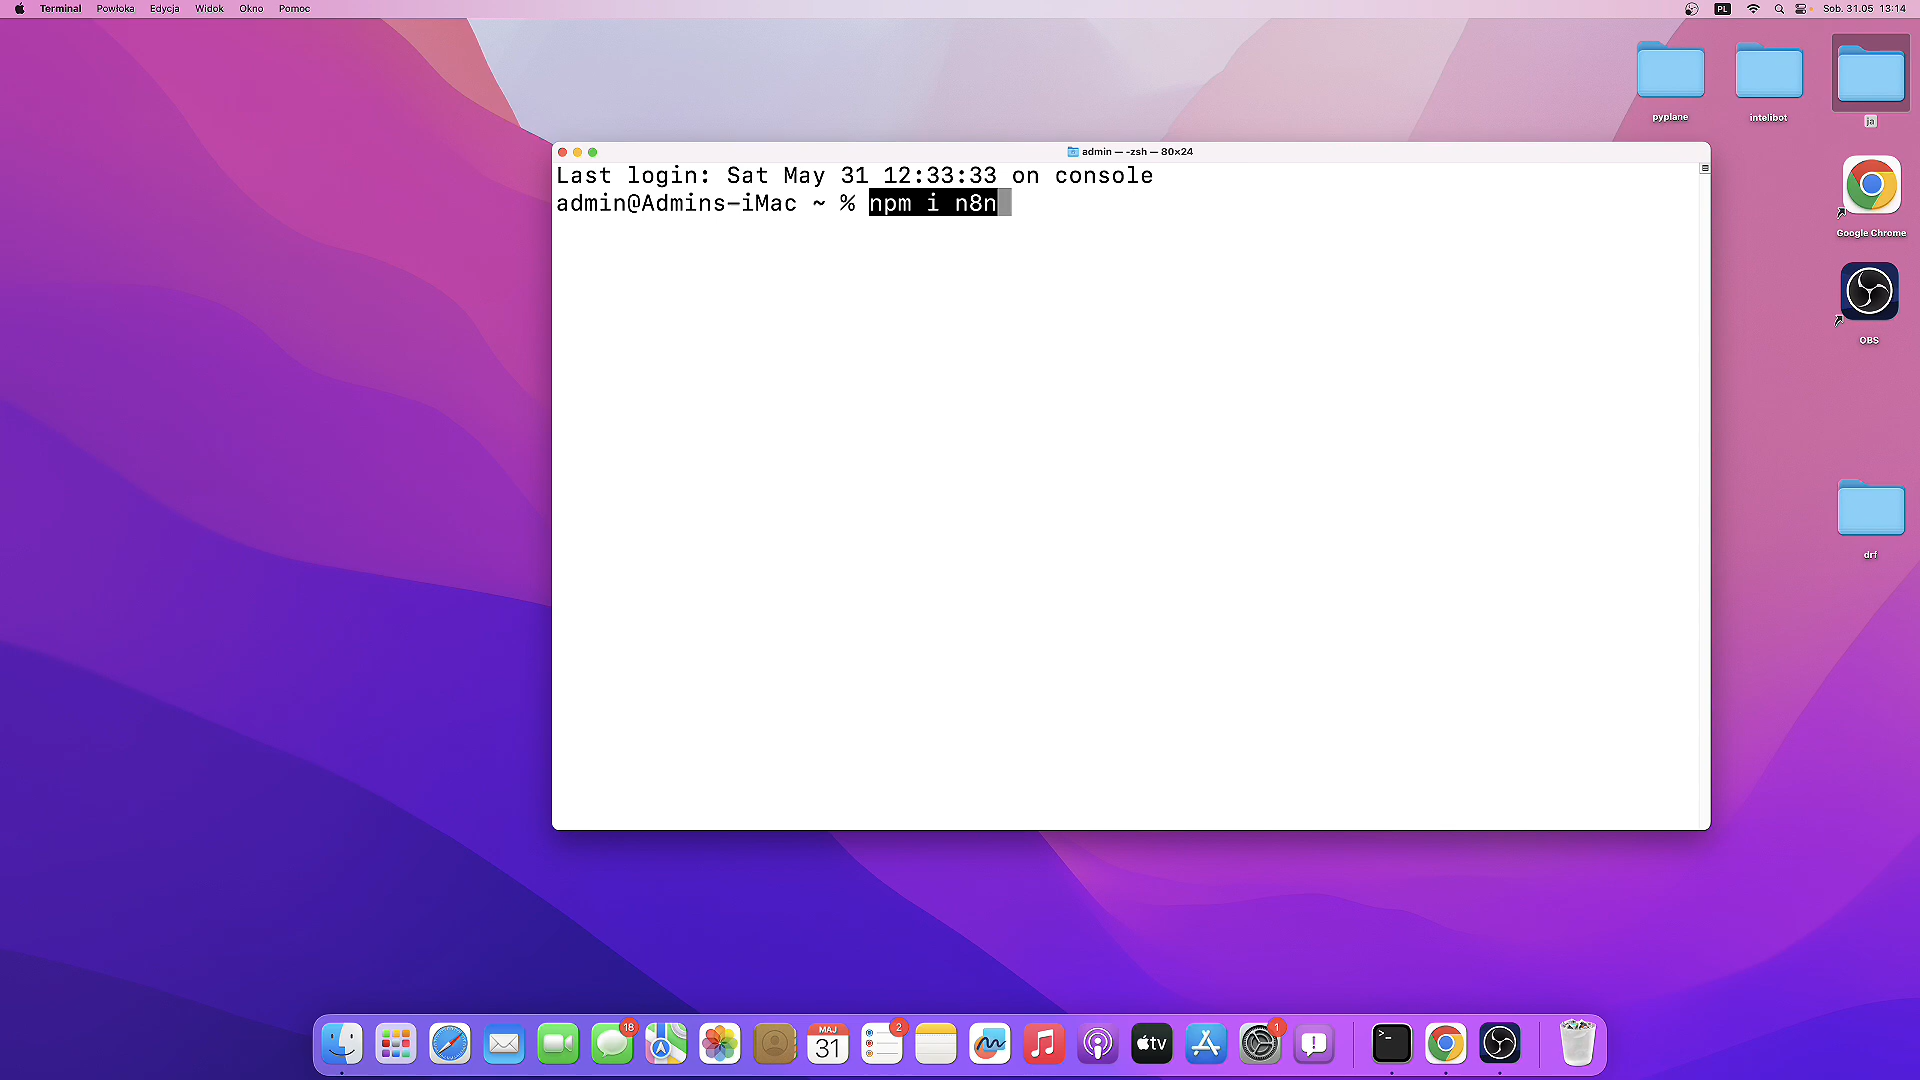 Terminal Powłoka Edycja Widok Okno Pomoc
PL Sob. 31.05 13:14
pyplane
intelibot
ja
admin — -zsh — 80×24
Last login: Sat May 31 12:33:33 on console
admin@Admins-iMac ~ % npm i n8n
Google Chrome
OBS
drf
18
MAJ
31
2
tv
1
>_